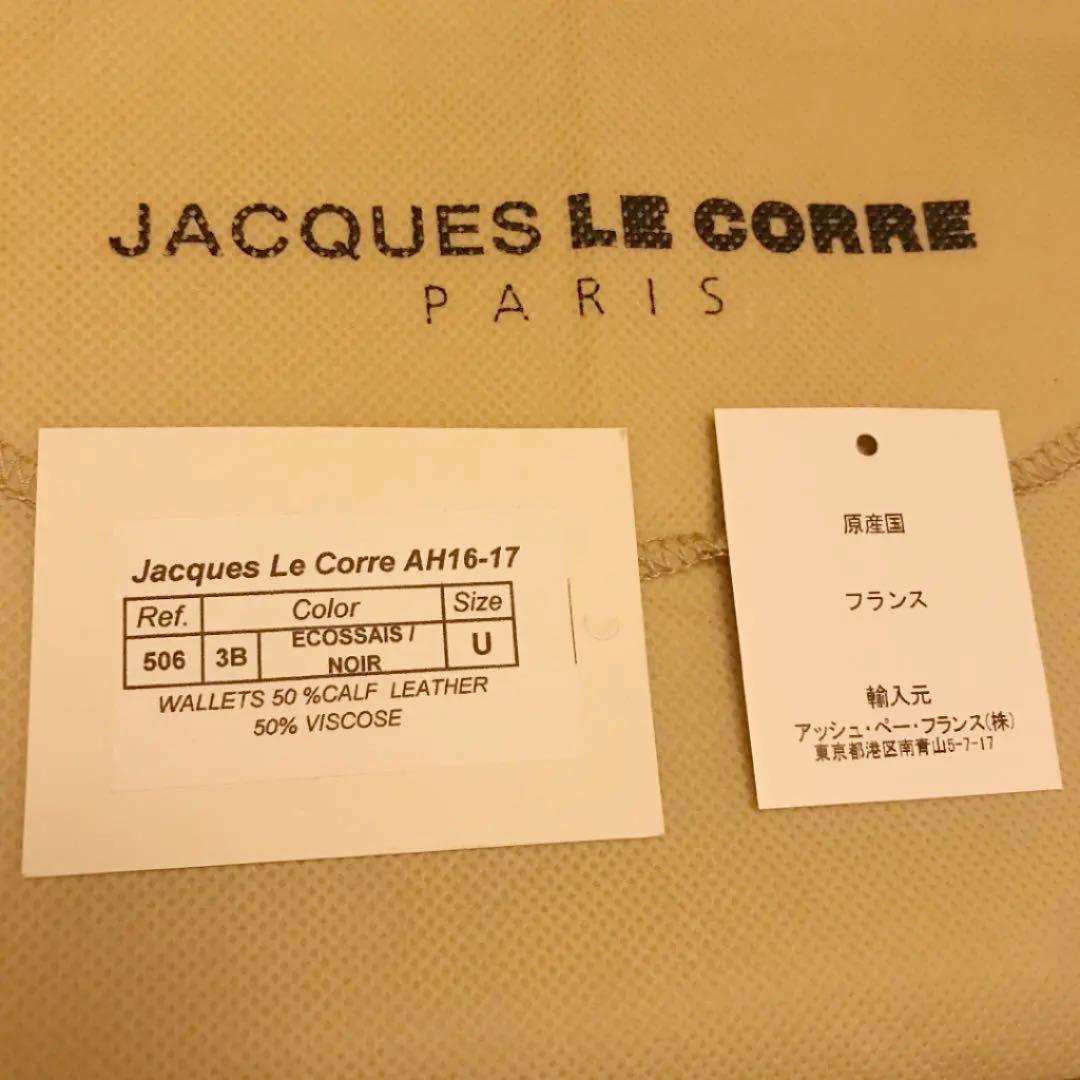 JACQUES LE CORRE
PARIS
Jacques Le Corre AH16-17
Ref. Color Size
506 3B ECOSSAIS / NOIR U
WALLETS 50 %CALF LEATHER
50% VISCOSE
原産国
フランス
輸入元
アッシュ・ペー・フランス(株)
東京都港区南青山5-7-17